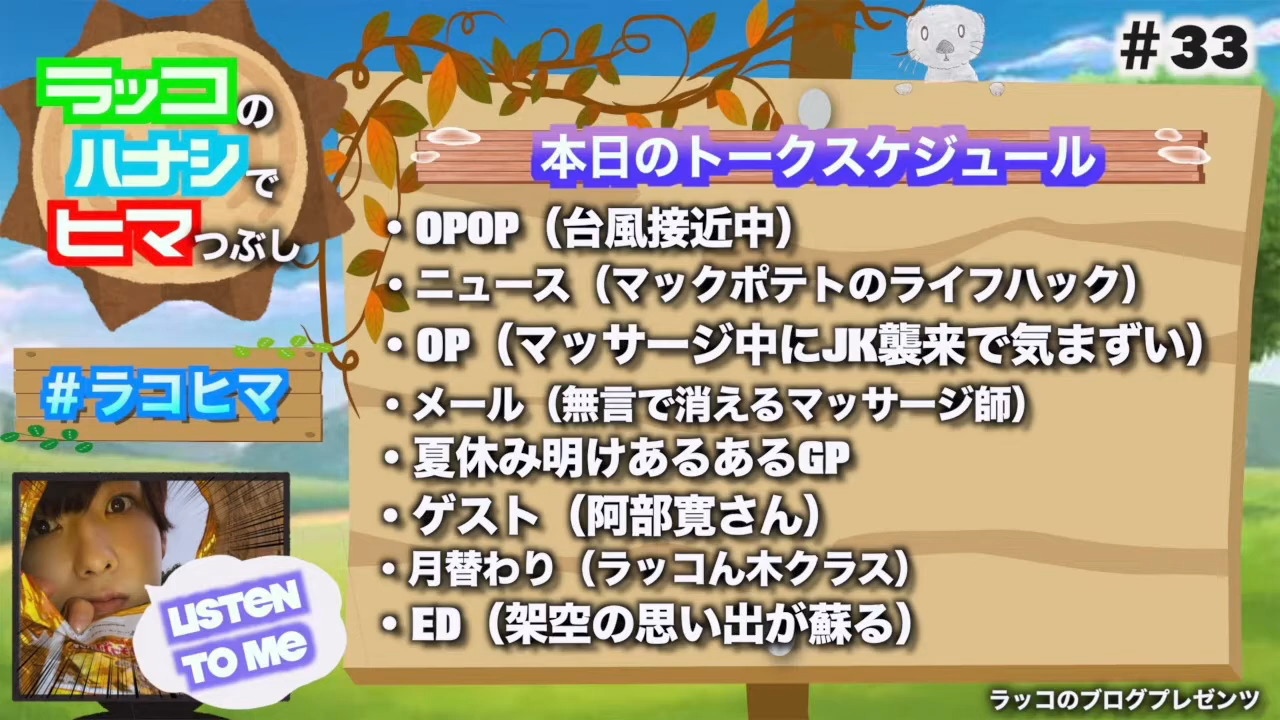 ラッコの
ハナシで
ヒマつぶし
#ラコヒマ
LISTEN
TO ME
#33
本日のトークスケジュール
・OPOP（台風接近中）
・ニュース（マックポテトのライフハック）
・OP（マッサージ中にJK襲来で気まずい）
・メール（無言で消えるマッサージ師）
・夏休み明けあるあるGP
・ゲスト（阿部寛さん）
・月替わり（ラッコん木クラス）
・ED（架空の思い出が蘇る）
ラッコのブログプレゼンツ